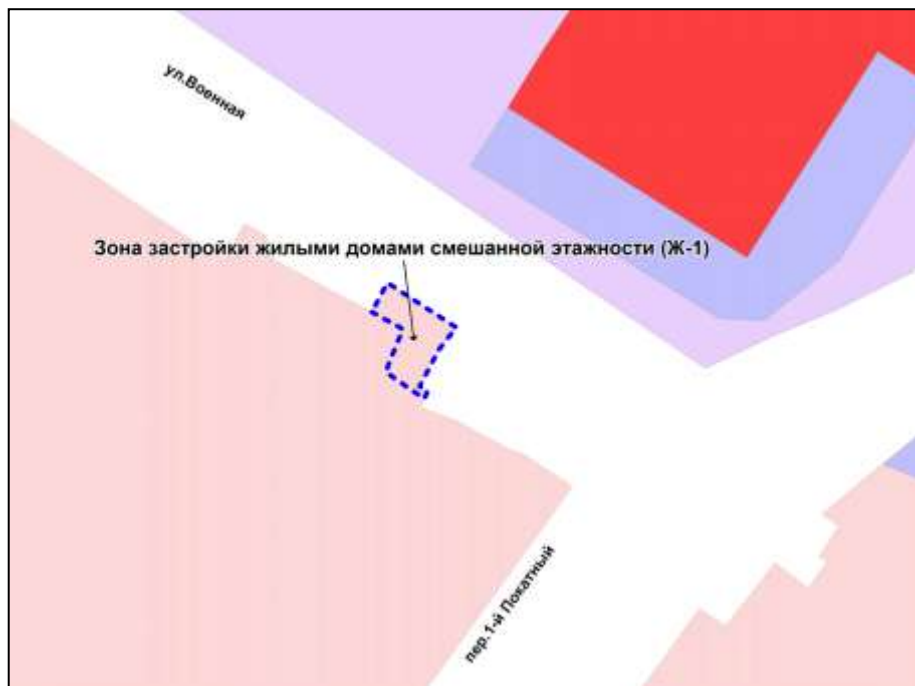 ул.Военная
Зона застройки жилыми домами смешанной этажности (Ж-1)
пер.1-й Покатный